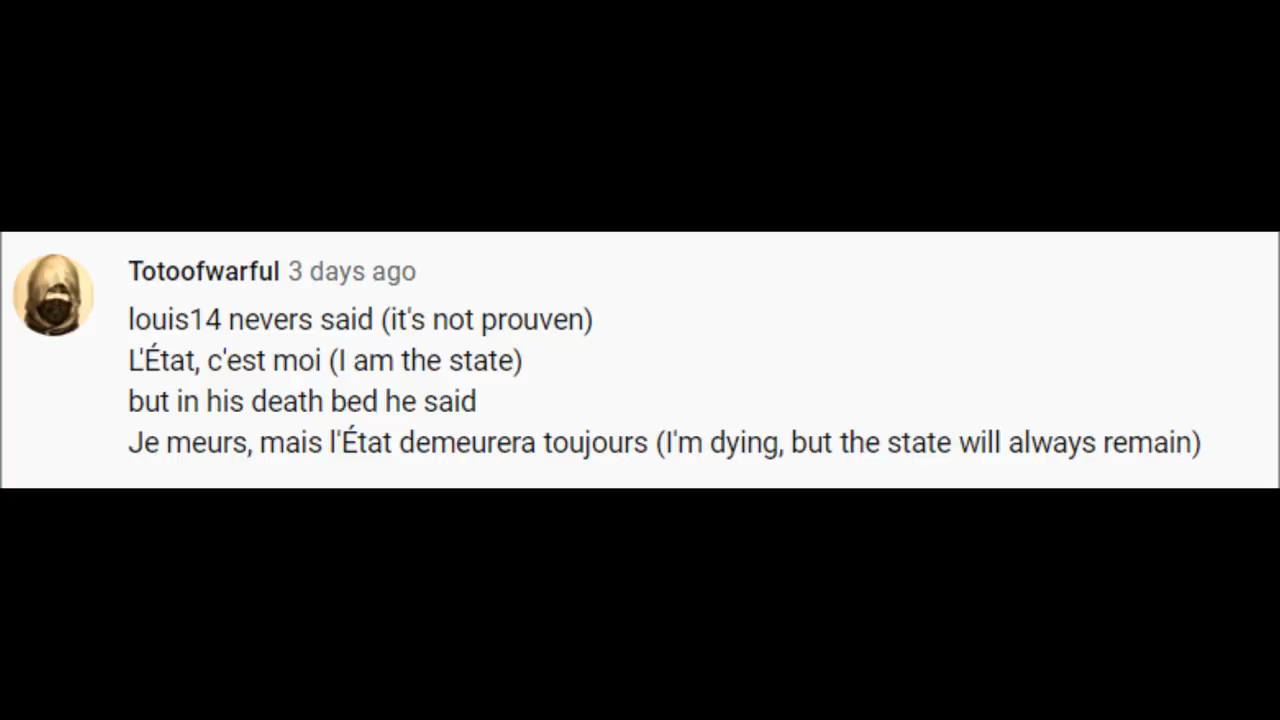 Totoofwarful 3 days ago
louis14 nevers said (it's not prouven)
L'État, c'est moi (I am the state)
but in his death bed he said
Je meurs, mais l'État demeurera toujours (I'm dying, but the state will always remain)